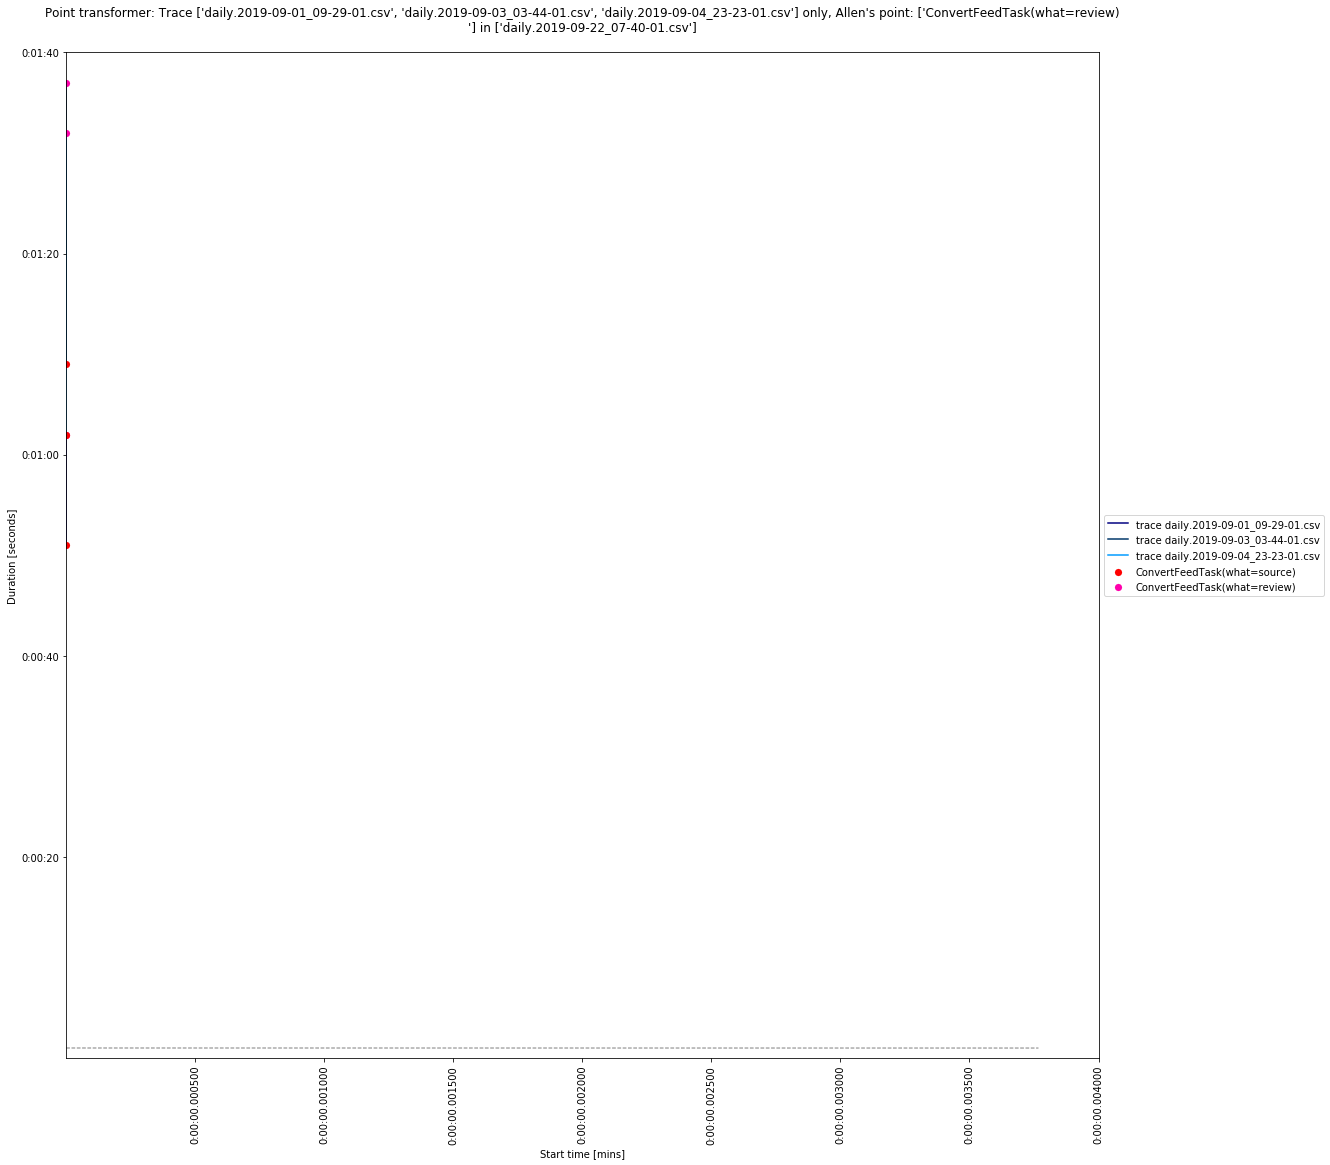 Point transformer: Trace ['daily.2019-09-01_09-29-01.csv', 'daily.2019-09-03_03-44-01.csv', 'daily.2019-09-04_23-23-01.csv'] only, Allen's point: ['ConvertFeedTask(what=review)
'] in ['daily.2019-09-22_07-40-01.csv']
0:01:40
0:01:20
0:01:00
0:00:40
0:00:20
Duration [seconds]
trace daily.2019-09-01_09-29-01.csv
trace daily.2019-09-03_03-44-01.csv
trace daily.2019-09-04_23-23-01.csv
ConvertFeedTask(what=source)
ConvertFeedTask(what=review)
0:00:00.000500
0:00:00.001000
0:00:00.001500
0:00:00.002000
0:00:00.002500
0:00:00.003000
0:00:00.003500
0:00:00.004000
Start time [mins]